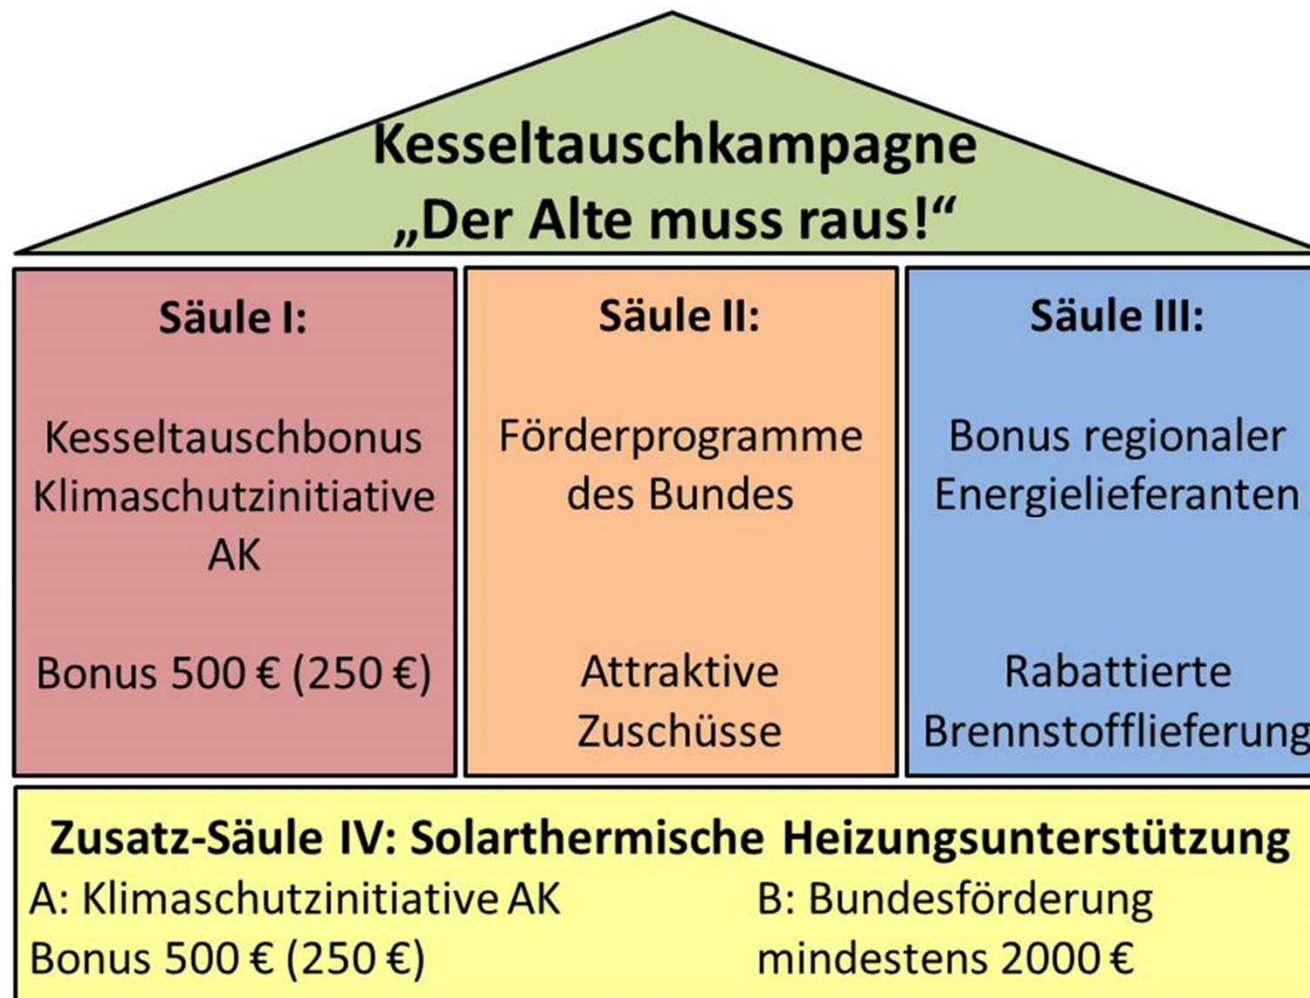 Kesseltauschkampagne
„Der Alte muss raus!“
Säule I:
Kesseltauschbonus
Klimaschutzinitiative
AK
Bonus 500 € (250 €)
Säule II:
Förderprogramme
des Bundes
Attraktive
Zuschüsse
Säule III:
Bonus regionaler
Energielieferanten
Rabattierte
Brennstofflieferung
Zusatz-Säule IV: Solarthermische Heizungsunterstützung
A: Klimaschutzinitiative AK
Bonus 500 € (250 €)
B: Bundesförderung
mindestens 2000 €